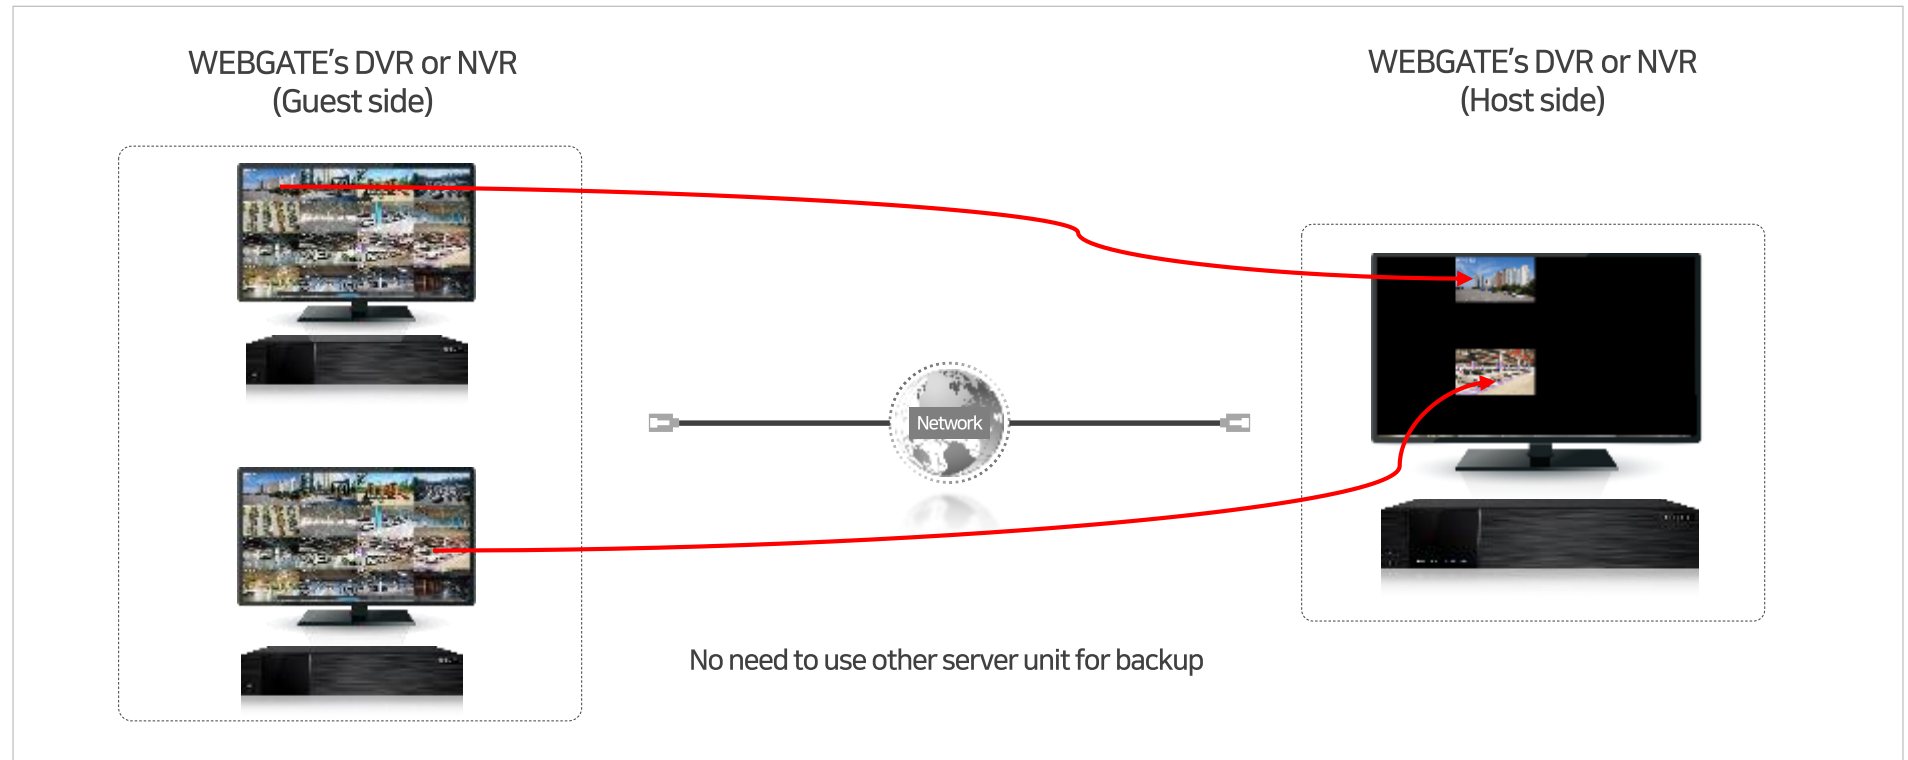 WEBGATE's DVR or NVR
(Guest side)
WEBGATE's DVR or NVR
(Host side)
Network
No need to use other server unit for backup